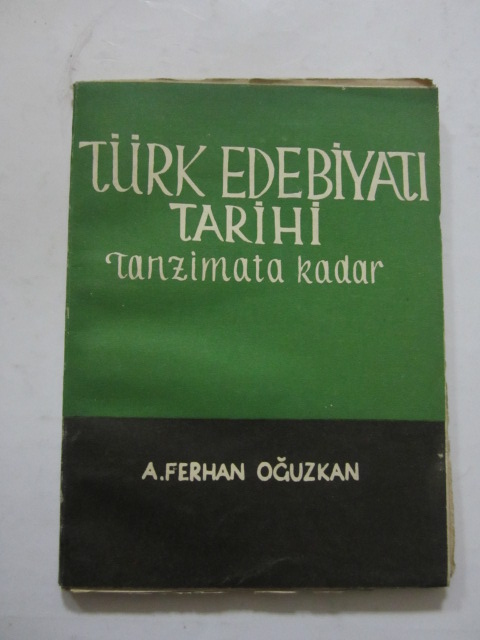 TÜRK EDEBİYATI
TARİHİ
Tanzimata kadar
A.FERHAN OĞUZKAN